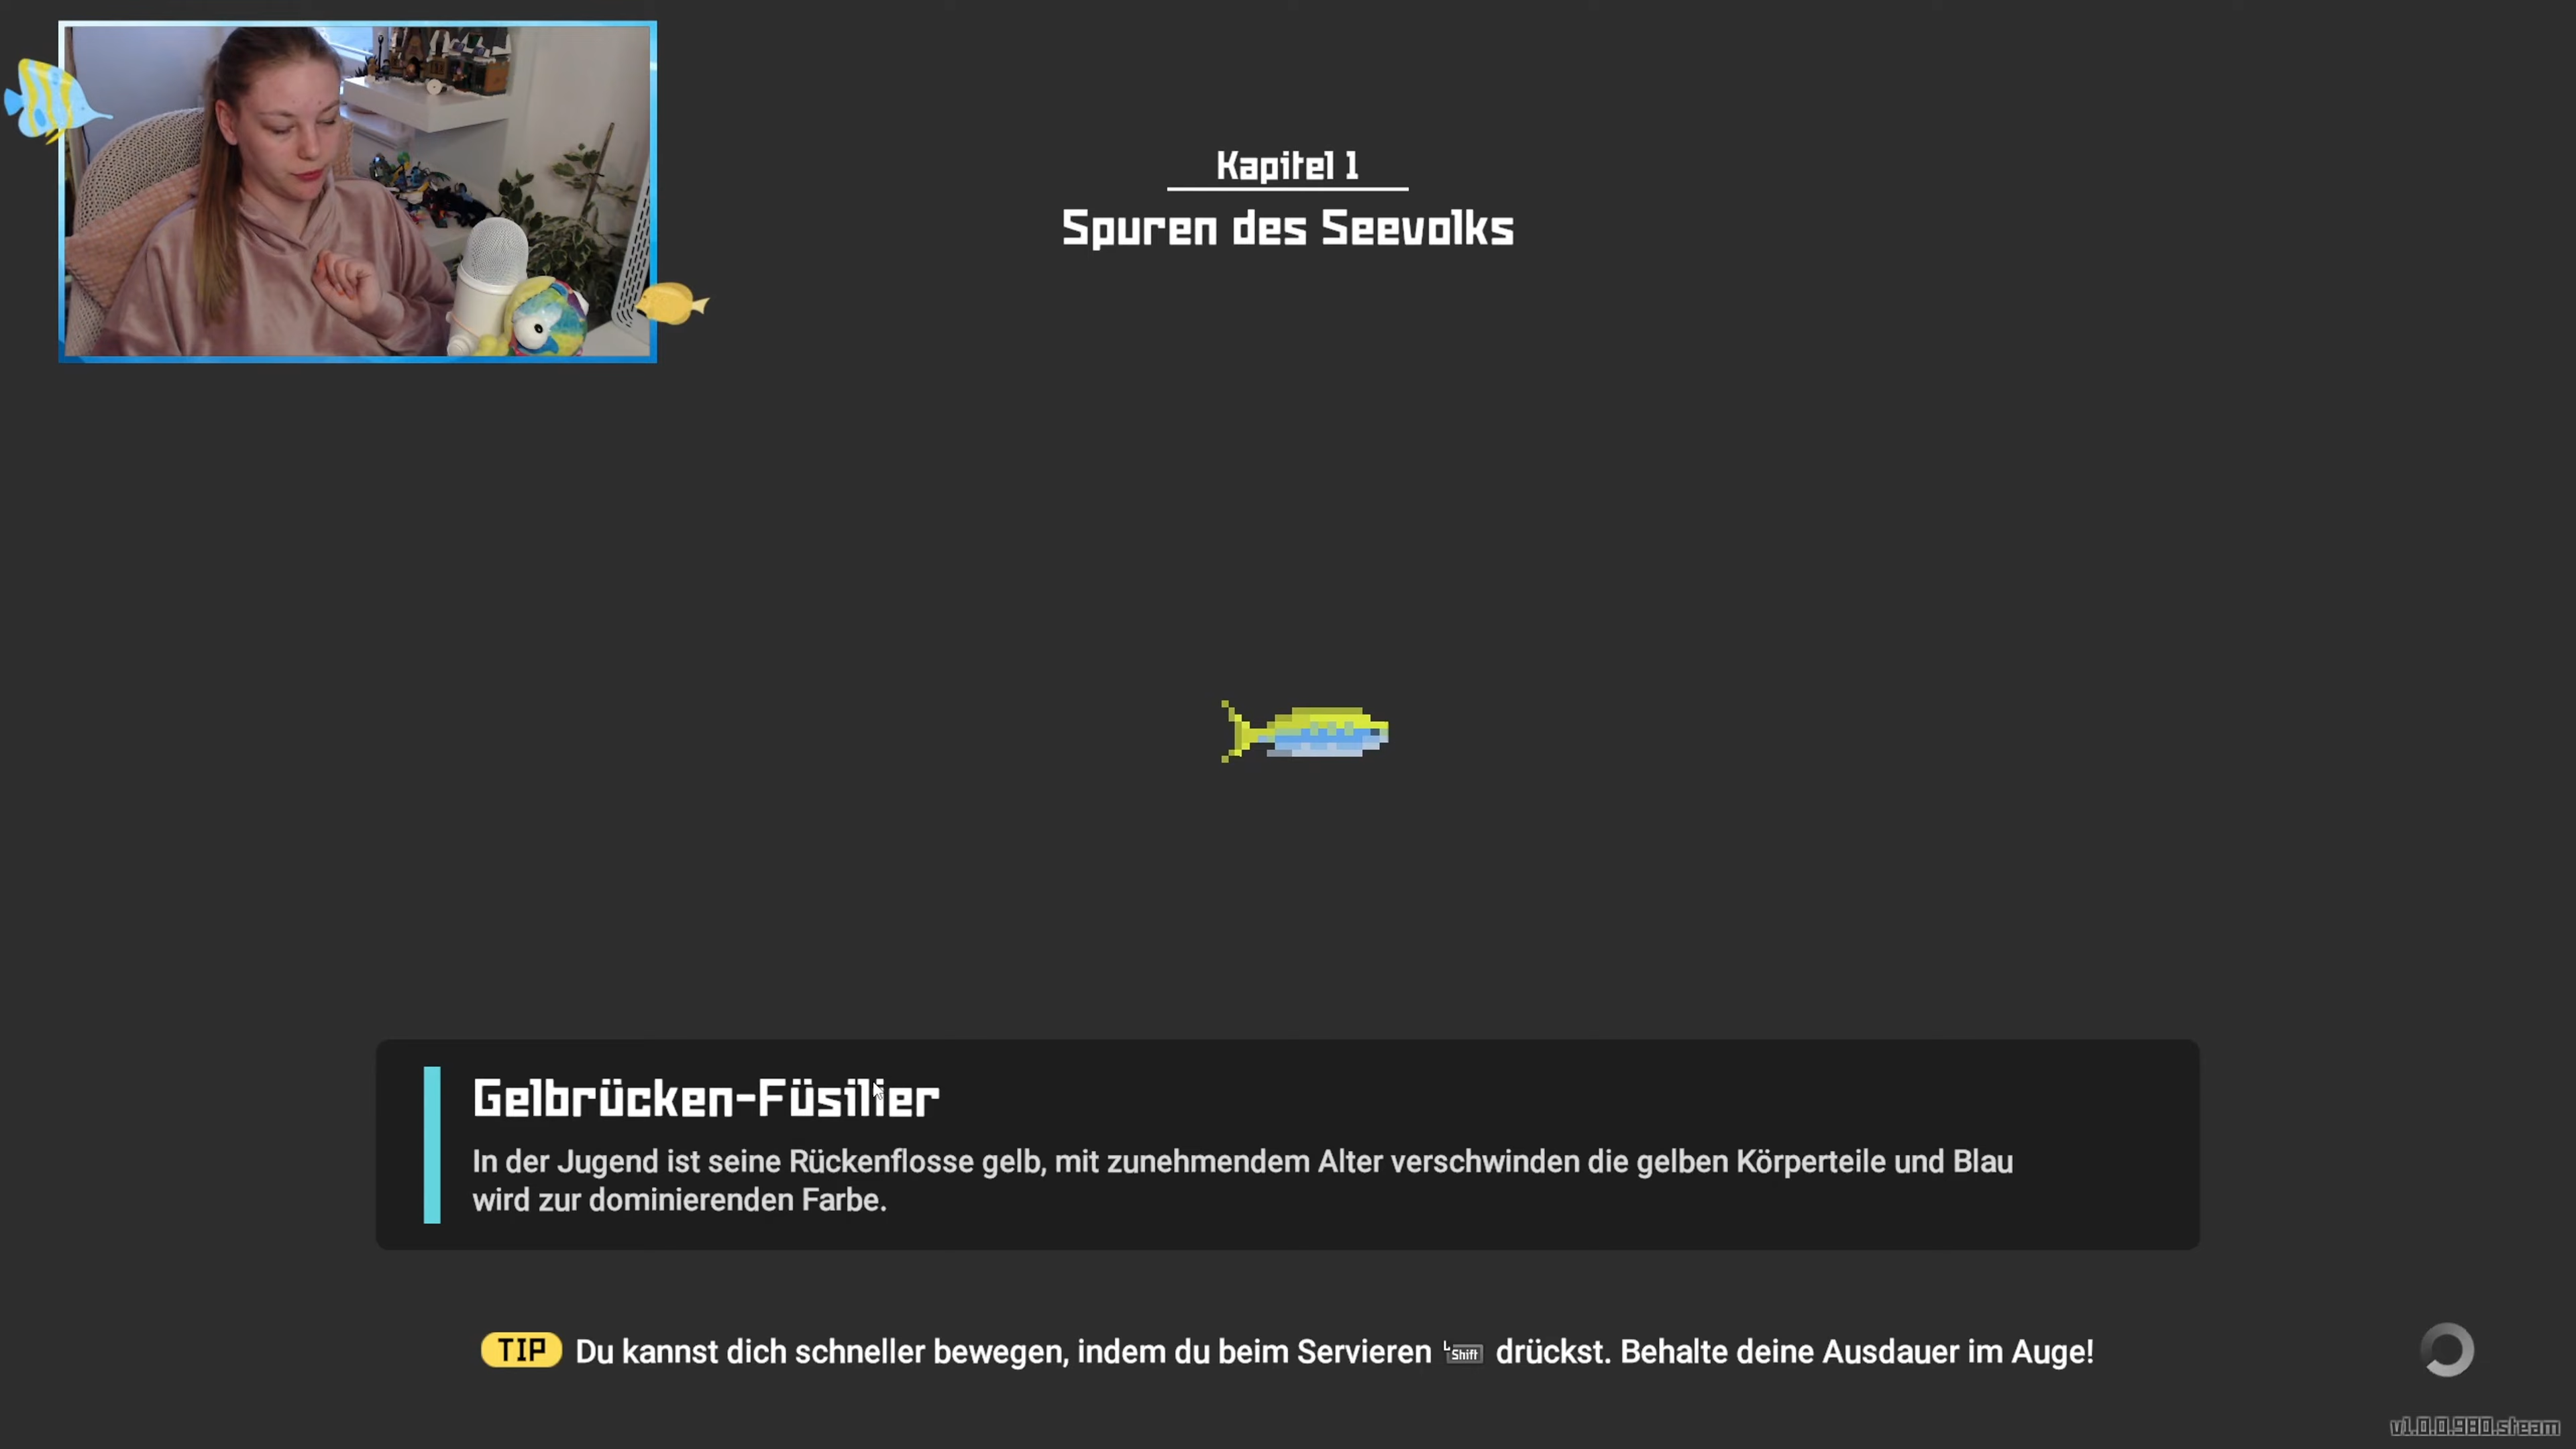 Kapitel 1
Spuren des Seevolks
Gelbrücken-Füsilier
In der Jugend ist seine Rückenflosse gelb, mit zunehmendem Alter verschwinden die gelben Körperteile und Blau
wird zur dominierenden Farbe.
TIP Du kannst dich schneller bewegen, indem du beim Servieren Shift drückst. Behalte deine Ausdauer im Auge!
v1.0.0.980.steam